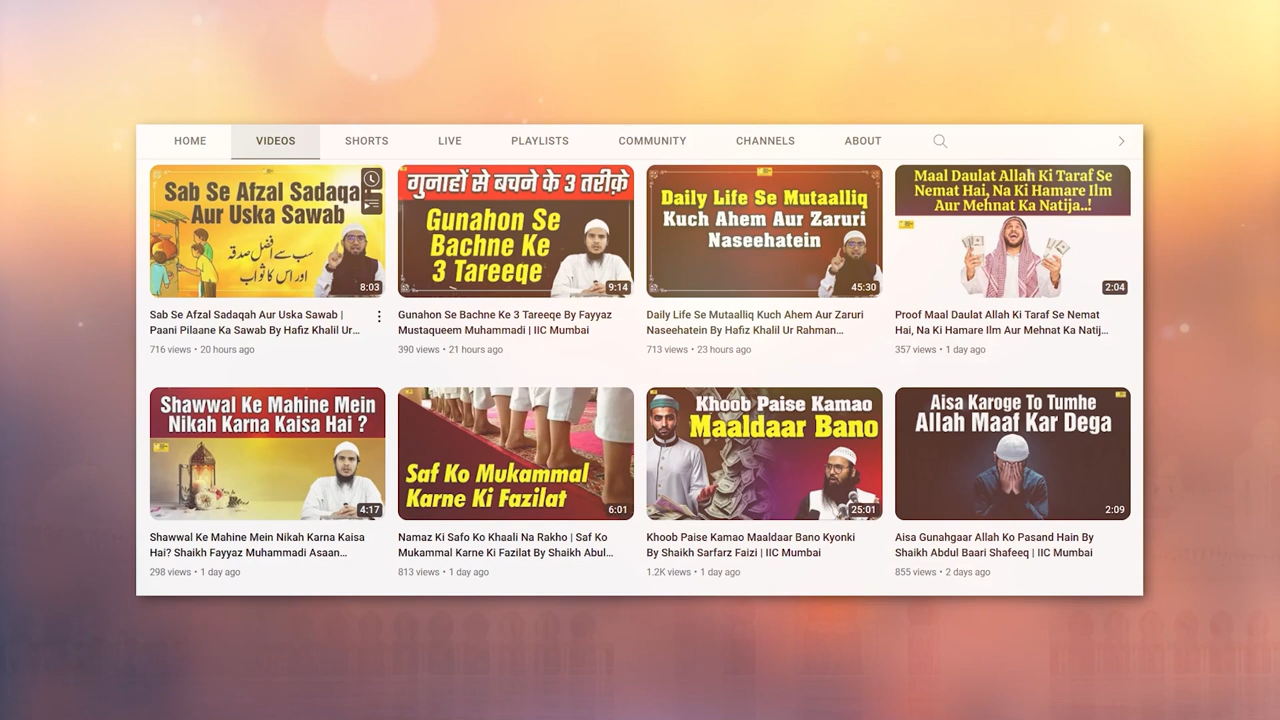 HOME VIDEOS SHORTS LIVE PLAYLISTS COMMUNITY CHANNELS ABOUT
Sab Se Afzal Sadaqa
Aur Uska Sawab
سب سے افضل صدقہ
اور اس کا ثواب
8:03
Sab Se Afzal Sadaqah Aur Uska Sawab |
Paani Pilaane Ka Sawab By Hafiz Khalil Ur...
716 views • 20 hours ago
गुनाहों से बचने के 3 तरीक़े
Gunahon Se
Bachne Ke
3 Tareeqe
9:14
Gunahon Se Bachne Ke 3 Tareeqe By Fayyaz
Mustaqueem Muhammadi | IIC Mumbai
390 views • 21 hours ago
Daily Life Se Mutaalliq
Kuch Ahem Aur Zaruri
Naseehatein
45:30
Daily Life Se Mutaalliq Kuch Ahem Aur Zaruri
Naseehatein By Hafiz Khalil Ur Rahman...
713 views • 23 hours ago
Maal Daulat Allah Ki Taraf Se
Nemat Hai, Na Ki Hamare Ilm
Aur Mehnat Ka Natija..!
2:04
Proof Maal Daulat Allah Ki Taraf Se Nemat
Hai, Na Ki Hamare Ilm Aur Mehnat Ka Natij...
357 views • 1 day ago
Shawwal Ke Mahine Mein
Nikah Karna Kaisa Hai ?
4:17
Shawwal Ke Mahine Mein Nikah Karna Kaisa
Hai? Shaikh Fayyaz Muhammadi Asaan...
298 views • 1 day ago
Saf Ko Mukammal
Karne Ki Fazilat
6:01
Namaz Ki Safo Ko Khaali Na Rakho | Saf Ko
Mukammal Karne Ki Fazilat By Shaikh Abul...
813 views • 1 day ago
Khoob Paise Kamao
Maaldaar Bano
25:01
Khoob Paise Kamao Maaldaar Bano Kyonki
By Shaikh Sarfarz Faizi | IIC Mumbai
1.2K views • 1 day ago
Aisa Karoge To Tumhe
Allah Maaf Kar Dega
2:09
Aisa Gunahgaar Allah Ko Pasand Hain By
Shaikh Abdul Baari Shafeeq | IIC Mumbai
855 views • 2 days ago